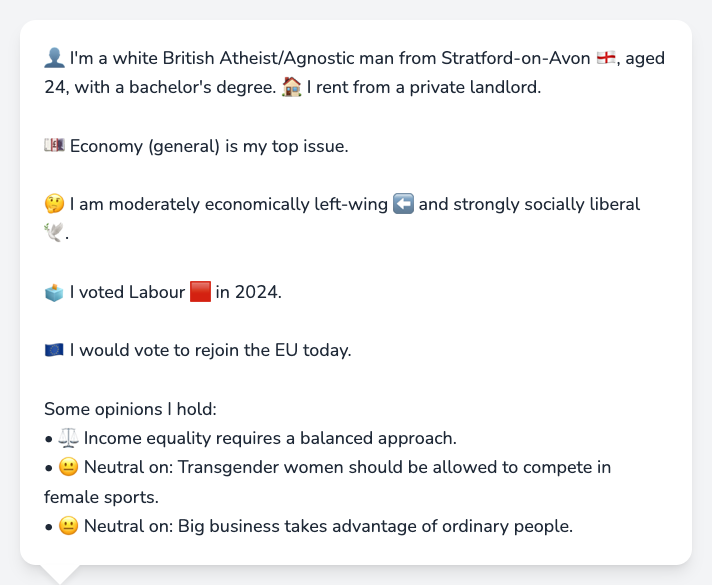 👤 I'm a white British Atheist/Agnostic man from Stratford-on-Avon 🏴󠁧󠁢󠁥󠁮󠁧󠁿, aged
24, with a bachelor's degree. 🏠 I rent from a private landlord.
💷 Economy (general) is my top issue.
🤔 I am moderately economically left-wing ⬅️ and strongly socially liberal
🕊️.
🗳️ I voted Labour 🟥 in 2024.
🇪🇺 I would vote to rejoin the EU today.
Some opinions I hold:
• ⚖️ Income equality requires a balanced approach.
• 😐 Neutral on: Transgender women should be allowed to compete in
female sports.
• 😐 Neutral on: Big business takes advantage of ordinary people.